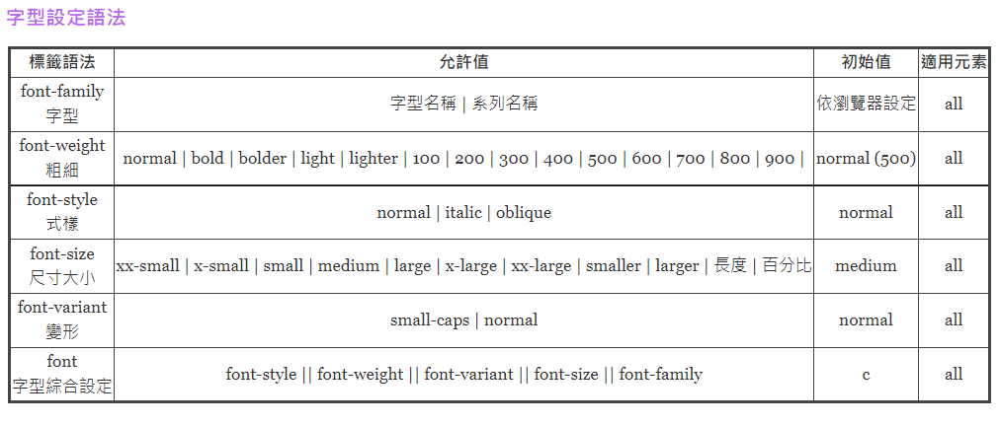 字型設定語法
標籤語法 允許值 初始值 適用元素
font-family
字型 字型名稱 | 系列名稱 依瀏覽器設定 all
font-weight
粗細 normal | bold | bolder | light | lighter | 100 | 200 | 300 | 400 | 500 | 600 | 700 | 800 | 900 | normal (500) all
font-style
式樣 normal | italic | oblique normal all
font-size
尺寸大小 xx-small | x-small | small | medium | large | x-large | xx-large | smaller | larger | 長度 | 百分比 medium all
font-variant
變形 small-caps | normal normal all
font
字型綜合設定 font-style || font-weight || font-variant || font-size || font-family c all